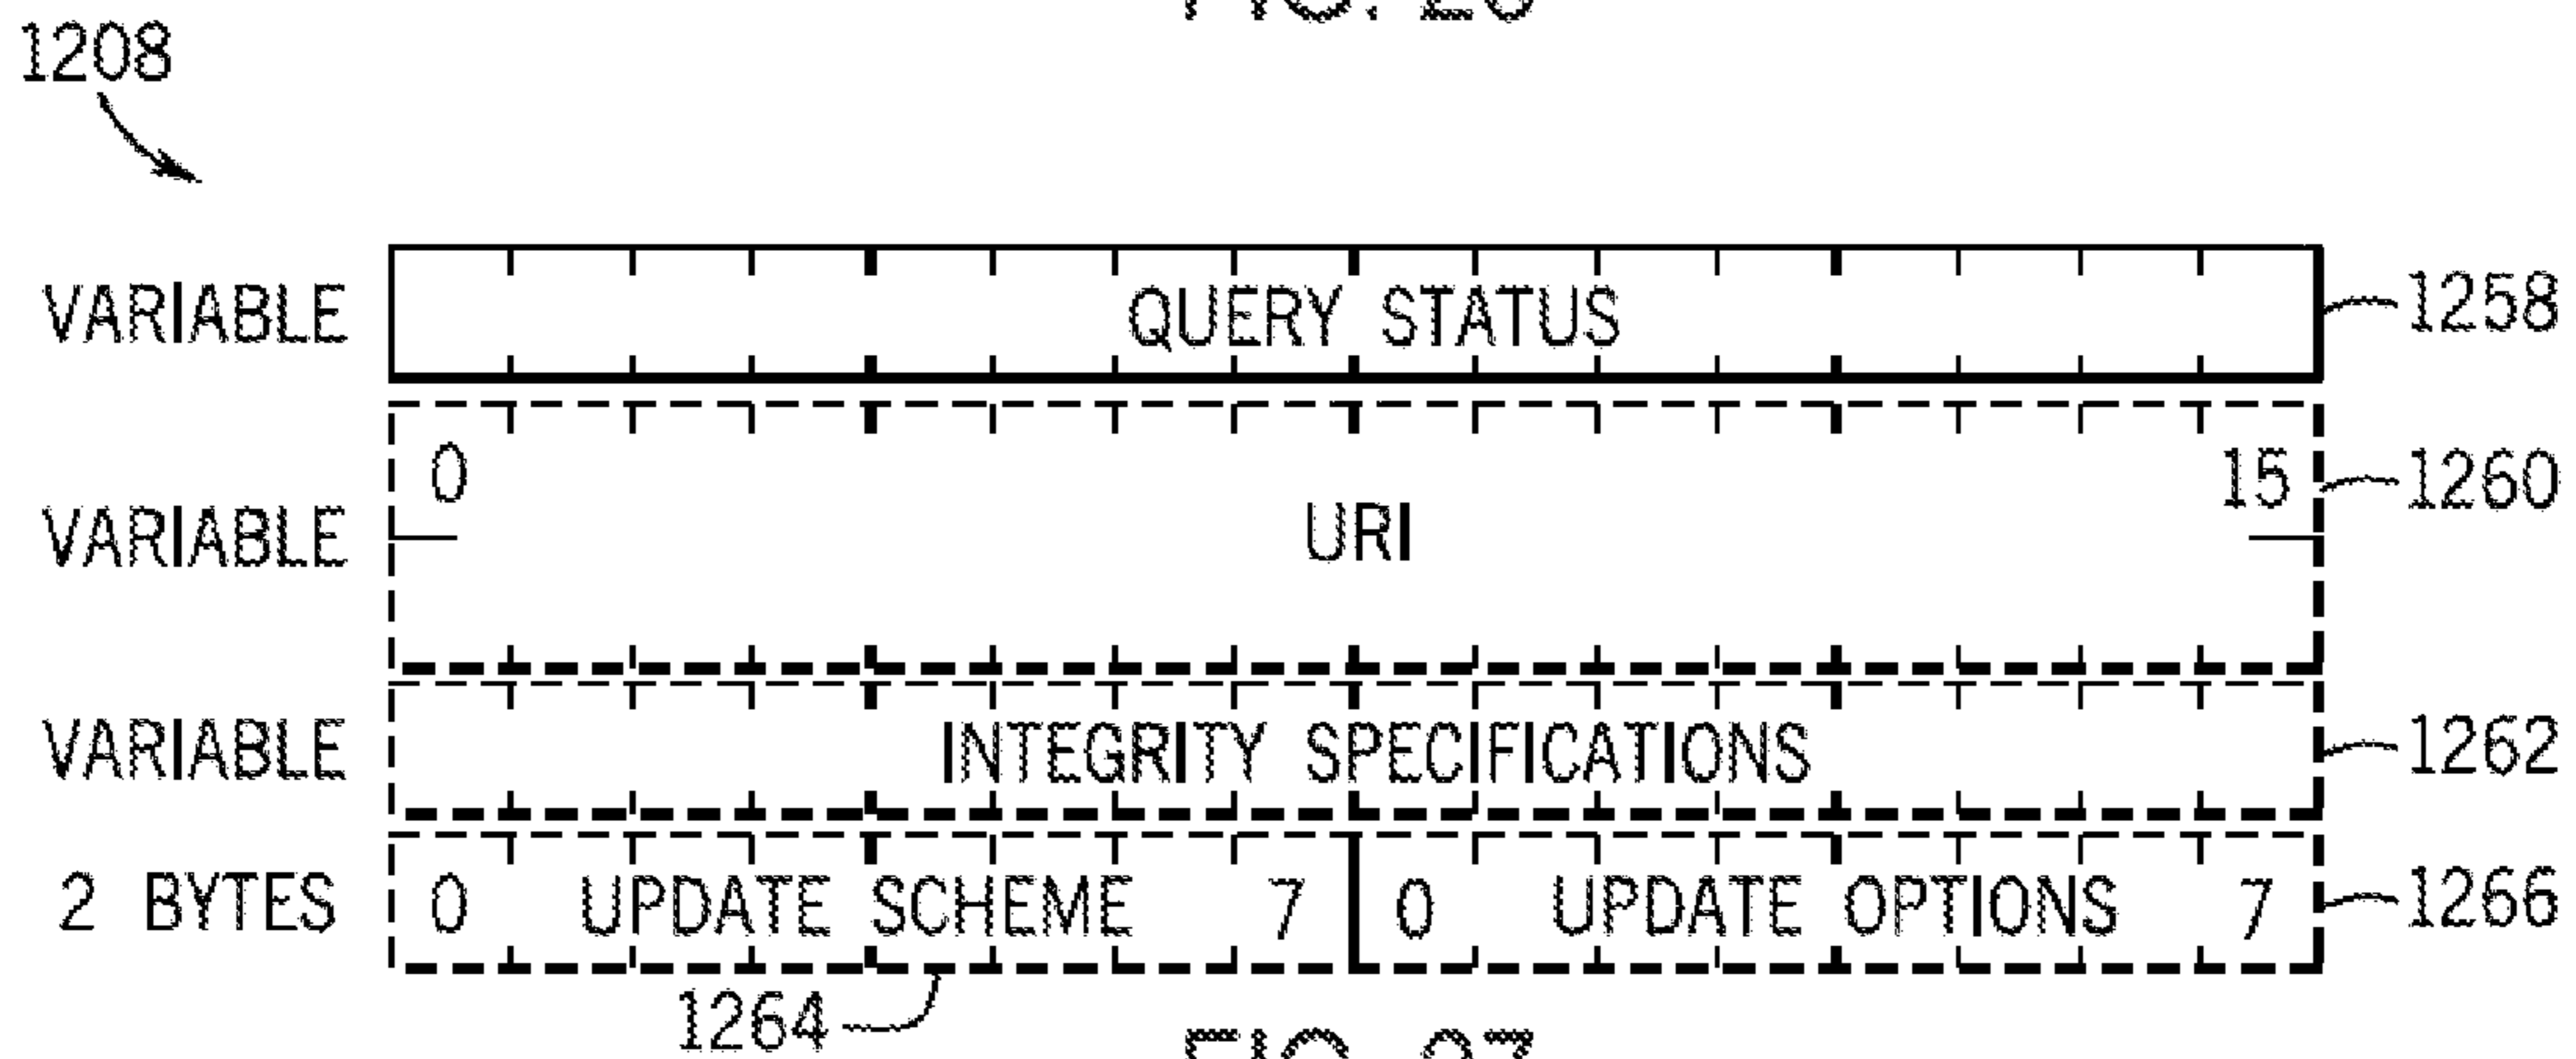 1208
VARIABLE QUERY STATUS 1258
0 15 1260
VARIABLE URI
VARIABLE INTEGRITY SPECIFICATIONS 1262
2 BYTES 0 UPDATE SCHEME 7 0 UPDATE OPTIONS 7 1266
1264